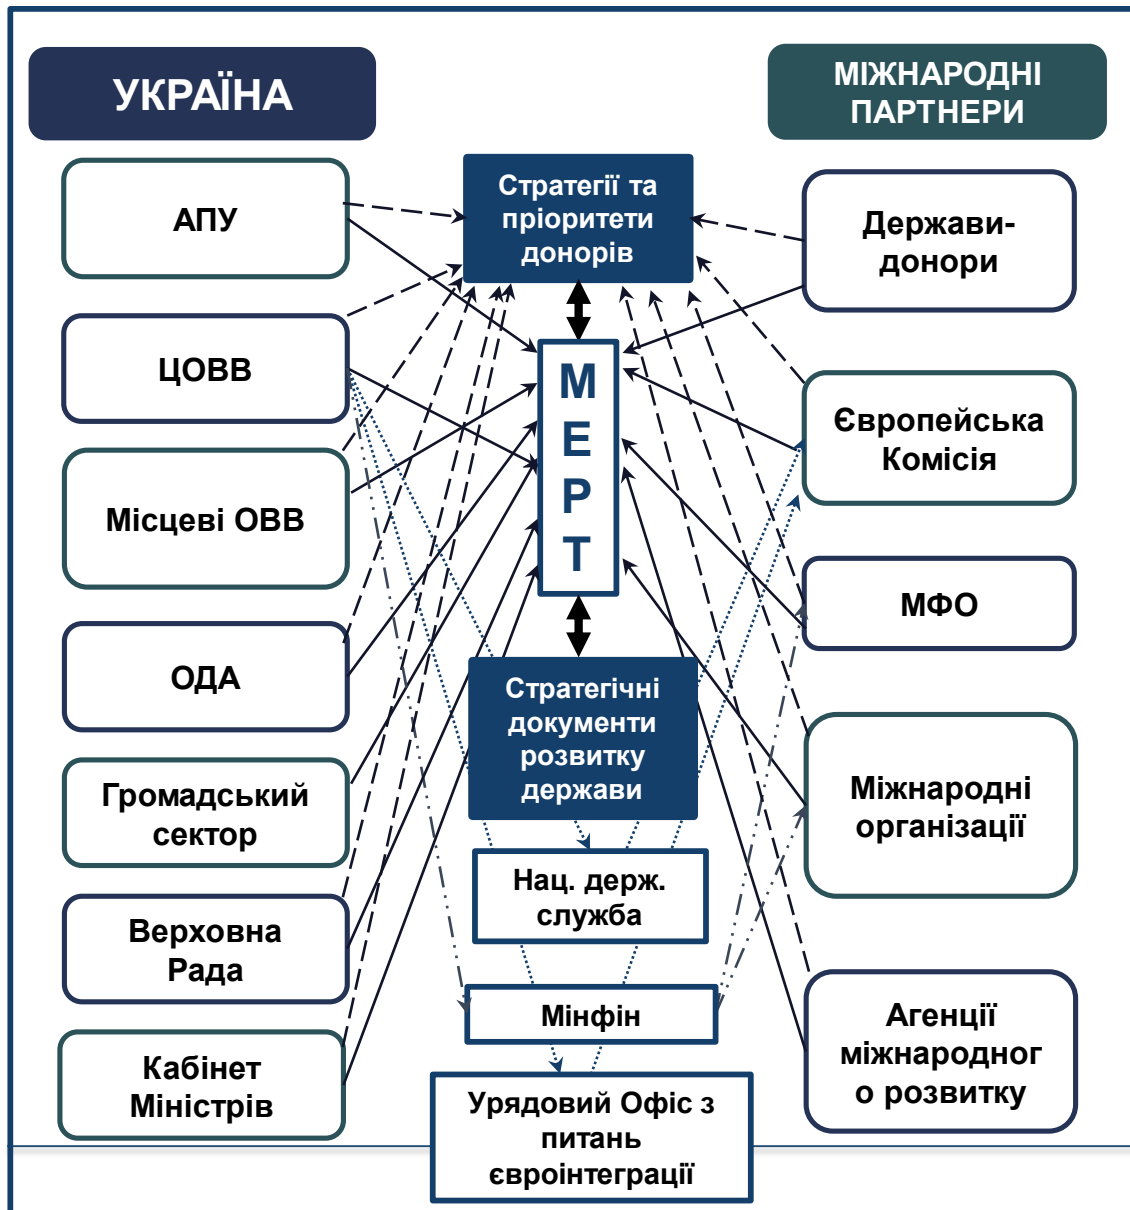 УКРАЇНА
МІЖНАРОДНІ
ПАРТНЕРИ
АПУ
ЦОВВ
Місцеві ОВВ
ОДА
Громадський
сектор
Верховна
Рада
Кабінет
Міністрів
Стратегії та
пріоритети
донорів
М
Е
Р
Т
Стратегічні
документи
розвитку
держави
Нац. держ.
служба
Мінфін
Урядовий Офіс з
питань
євроінтеграції
Держави-
донори
Європейська
Комісія
МФО
Міжнародні
організації
Агенції
міжнародног
о розвитку